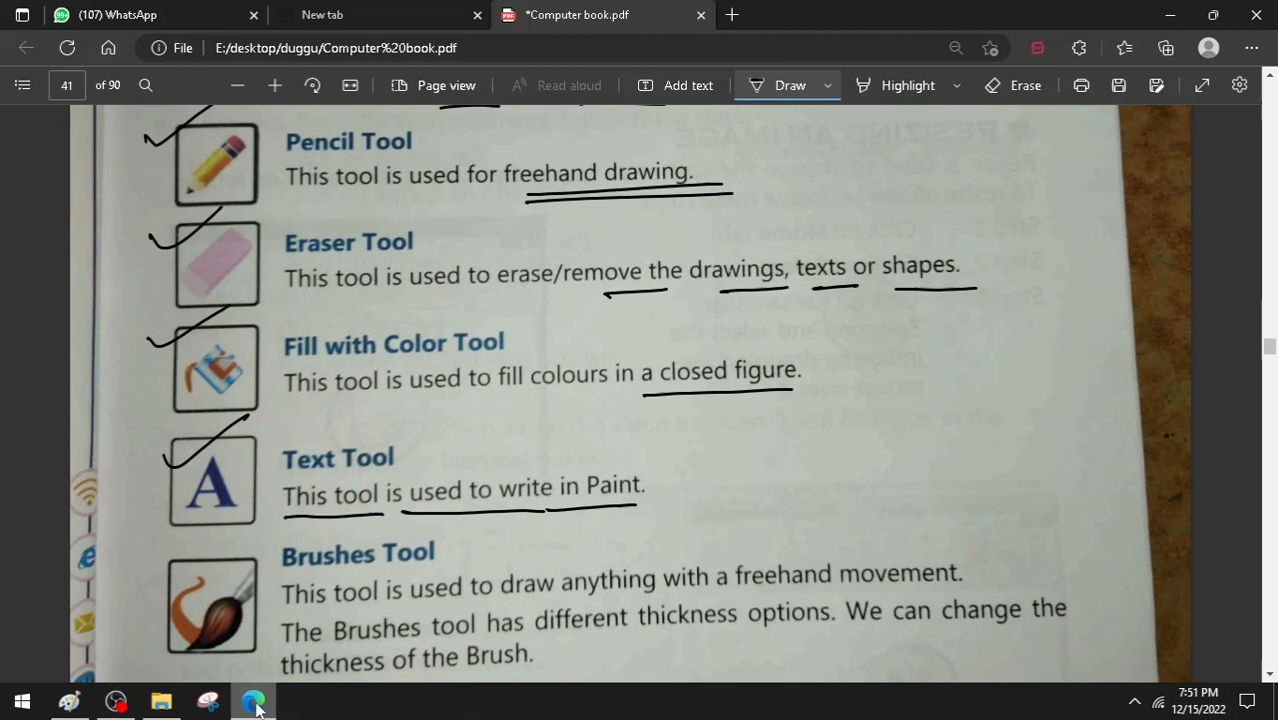 (107) WhatsApp
New tab
*Computer book.pdf
File
E:/desktop/duggu/Computer%20book.pdf
41 of 90
Page view
Read aloud
Add text
Draw
Highlight
Erase
Pencil Tool
This tool is used for freehand drawing.
Eraser Tool
This tool is used to erase/remove the drawings, texts or shapes.
Fill with Color Tool
This tool is used to fill colours in a closed figure.
A
Text Tool
This tool is used to write in Paint.
Brushes Tool
This tool is used to draw anything with a freehand movement.
The Brushes tool has different thickness options. We can change the
thickness of the Brush.
7:51 PM
12/15/2022